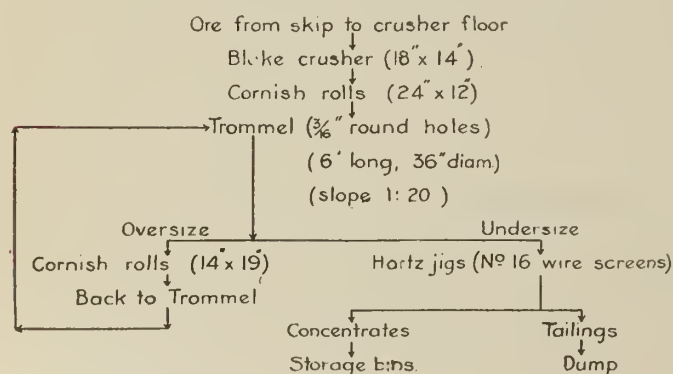 Ore from skip to crusher floor
Blake crusher (18"x 14")
Cornish rolls (24"x 12")
Trommel (3/16" round holes)
(6' long, 36" diam.)
(slope 1: 20 )
Oversize
Undersize
Cornish rolls (14"x 19")
Hartz jigs (Nº 16 wire screens)
Back to Trommel
Concentrates
Tailings
Storage bins.
Dump